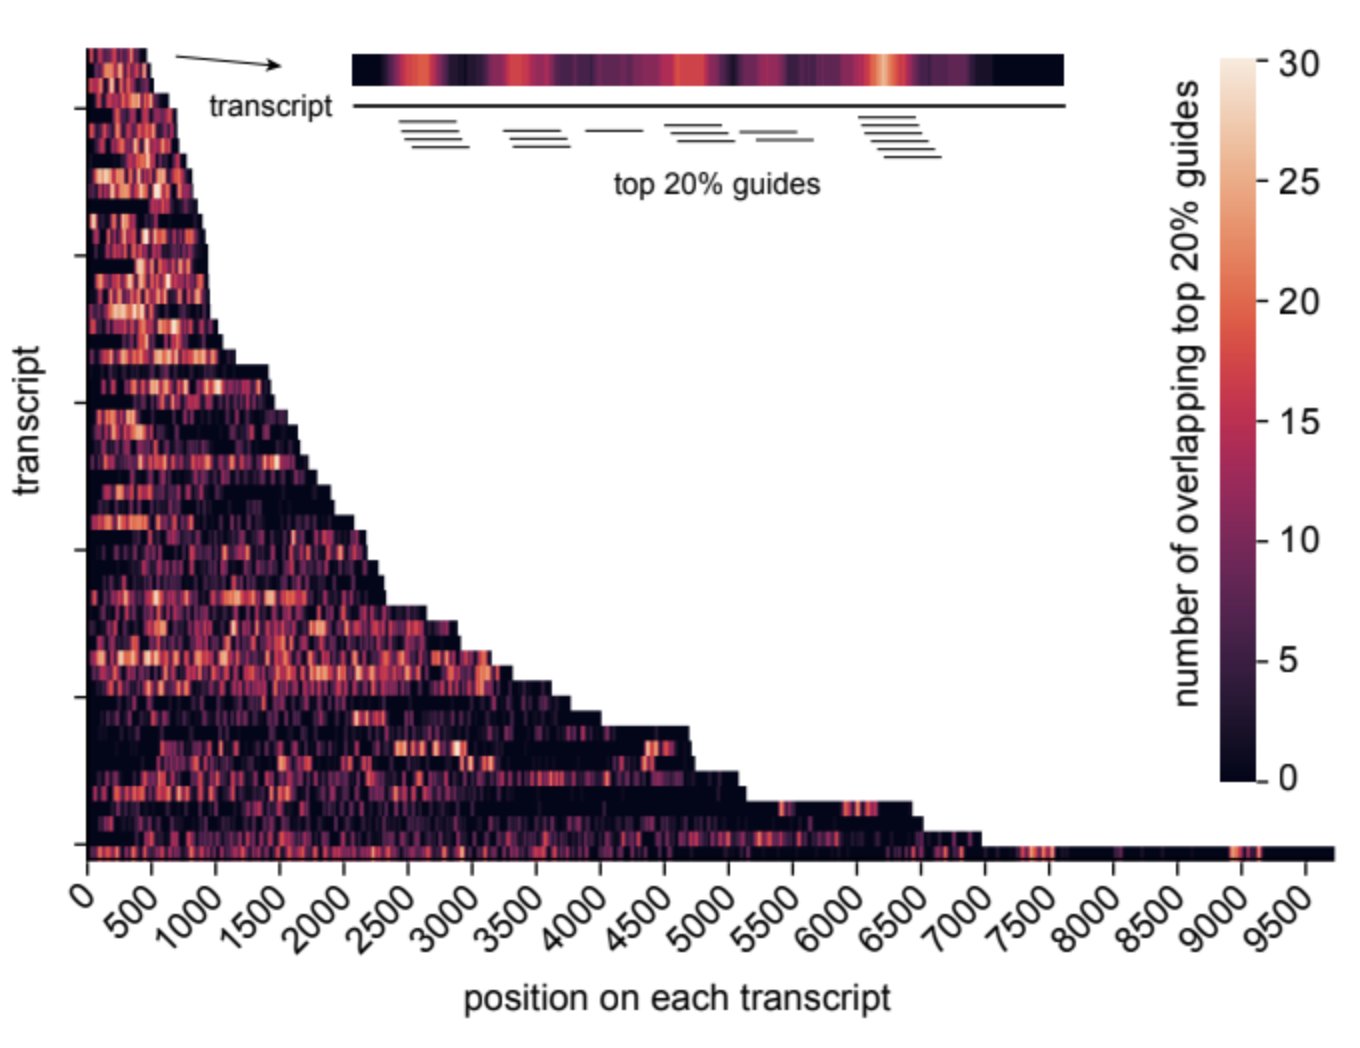 transcript
top 20% guides
transcript
number of overlapping top 20% guides
30
25
20
15
10
5
0
0 500 1000 1500 2000 2500 3000 3500 4000 4500 5000 5500 6000 6500 7000 7500 8000 8500 9000 9500
position on each transcript